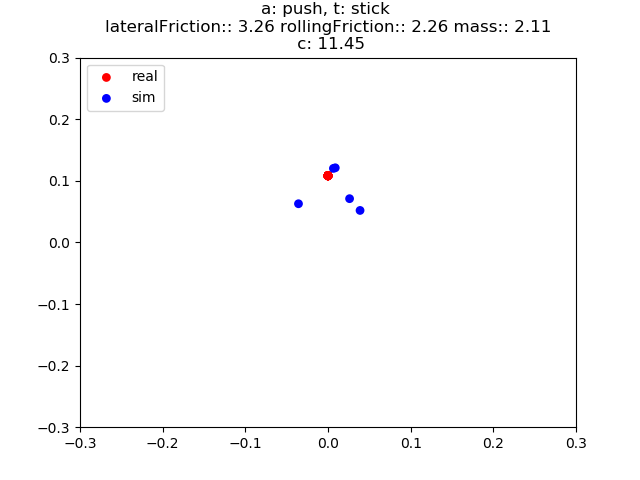 a: push, t: stick
lateralFriction:: 3.26 rollingFriction:: 2.26 mass:: 2.11
c: 11.45
real
sim
0.3
0.2
0.1
0.0
−0.1
−0.2
−0.3
−0.3 −0.2 −0.1 0.0 0.1 0.2 0.3